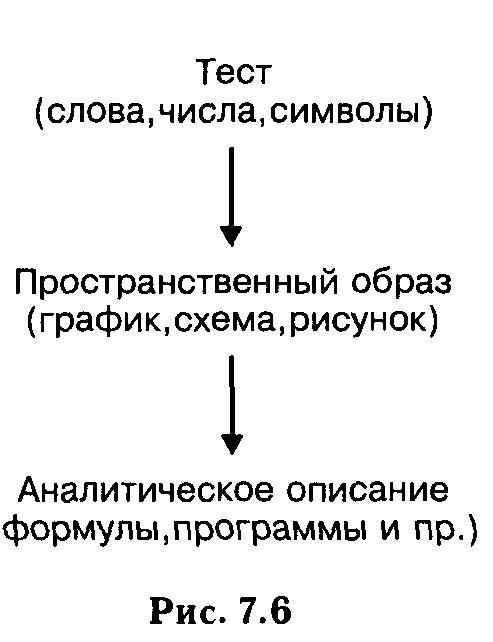 Тест
(слова,числа,символы)
Пространственный образ
(график,схема,рисунок)
Аналитическое описание
формулы,программы и пр.)
Рис. 7.6